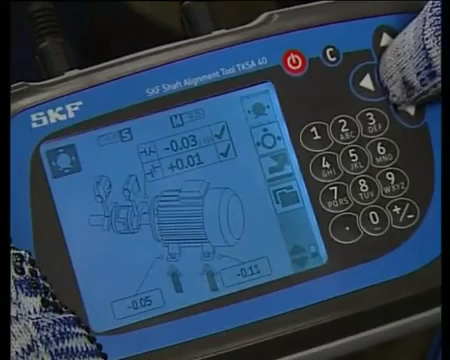 SKF
SKF Shaft Alignment Tool TKSA 60
C
S
M
-0.03
+0.01
-0.05
-0.11
1
2 ABC
3 DEF
4 GHI
5 JKL
6 MNO
7 PQRS
8 TUV
9 WXYZ
.
0
+/-